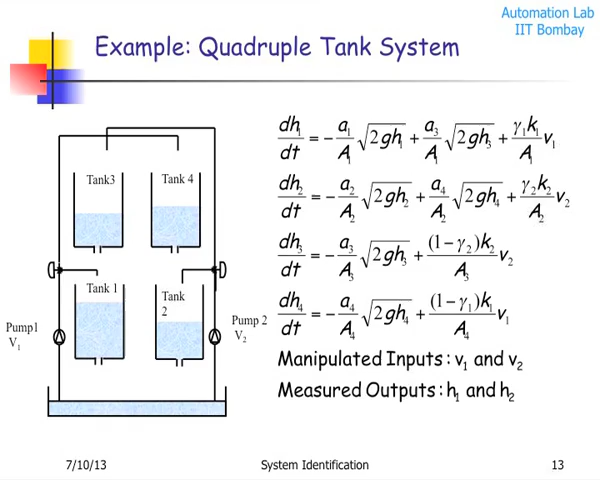 Automation Lab
IIT Bombay
Example: Quadruple Tank System
Tank3
Tank 4
Tank 1
Tank
2
Pump1
V₁
Pump 2
V₂
dh₁/dt = − a₁/A₁ √2gh₁ + a₃/A₁ √2gh₃ + γ₁k₁/A₁ v₁
dh₂/dt = − a₂/A₂ √2gh₂ + a₄/A₂ √2gh₄ + γ₂k₂/A₂ v₂
dh₃/dt = − a₃/A₃ √2gh₃ + (1 − γ₂)k₂/A₃ v₂
dh₄/dt = − a₄/A₄ √2gh₄ + (1 − γ₁)k₁/A₄ v₁
Manipulated Inputs : v₁ and v₂
Measured Outputs : h₁ and h₂
7/10/13
System Identification
13